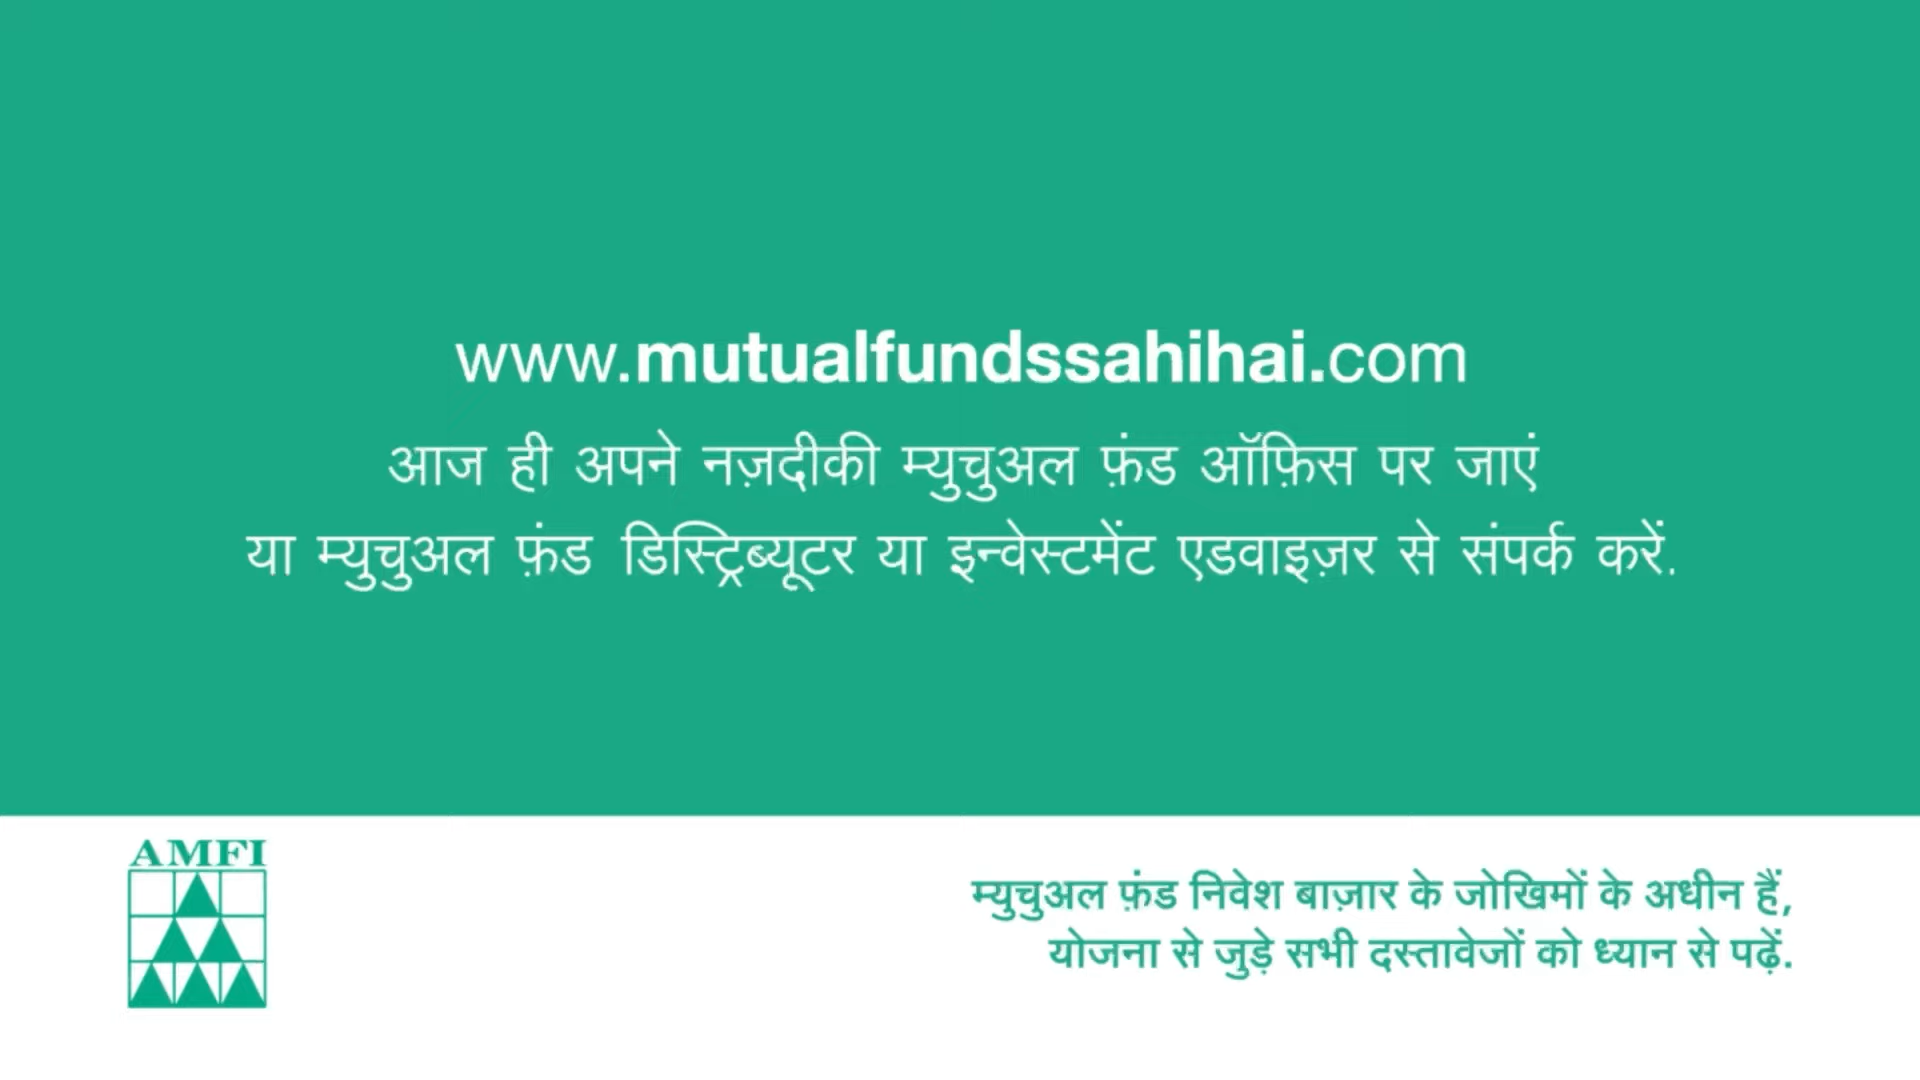 www.mutualfundssahihai.com
आज ही अपने नज़दीकी म्युचुअल फ़ंड ऑफ़िस पर जाएं
या म्युचुअल फ़ंड डिस्ट्रिब्यूटर या इन्वेस्टमेंट एडवाइज़र से संपर्क करें.
AMFI
म्युचुअल फ़ंड निवेश बाज़ार के जोखिमों के अधीन हैं,
योजना से जुड़े सभी दस्तावेजों को ध्यान से पढ़ें.